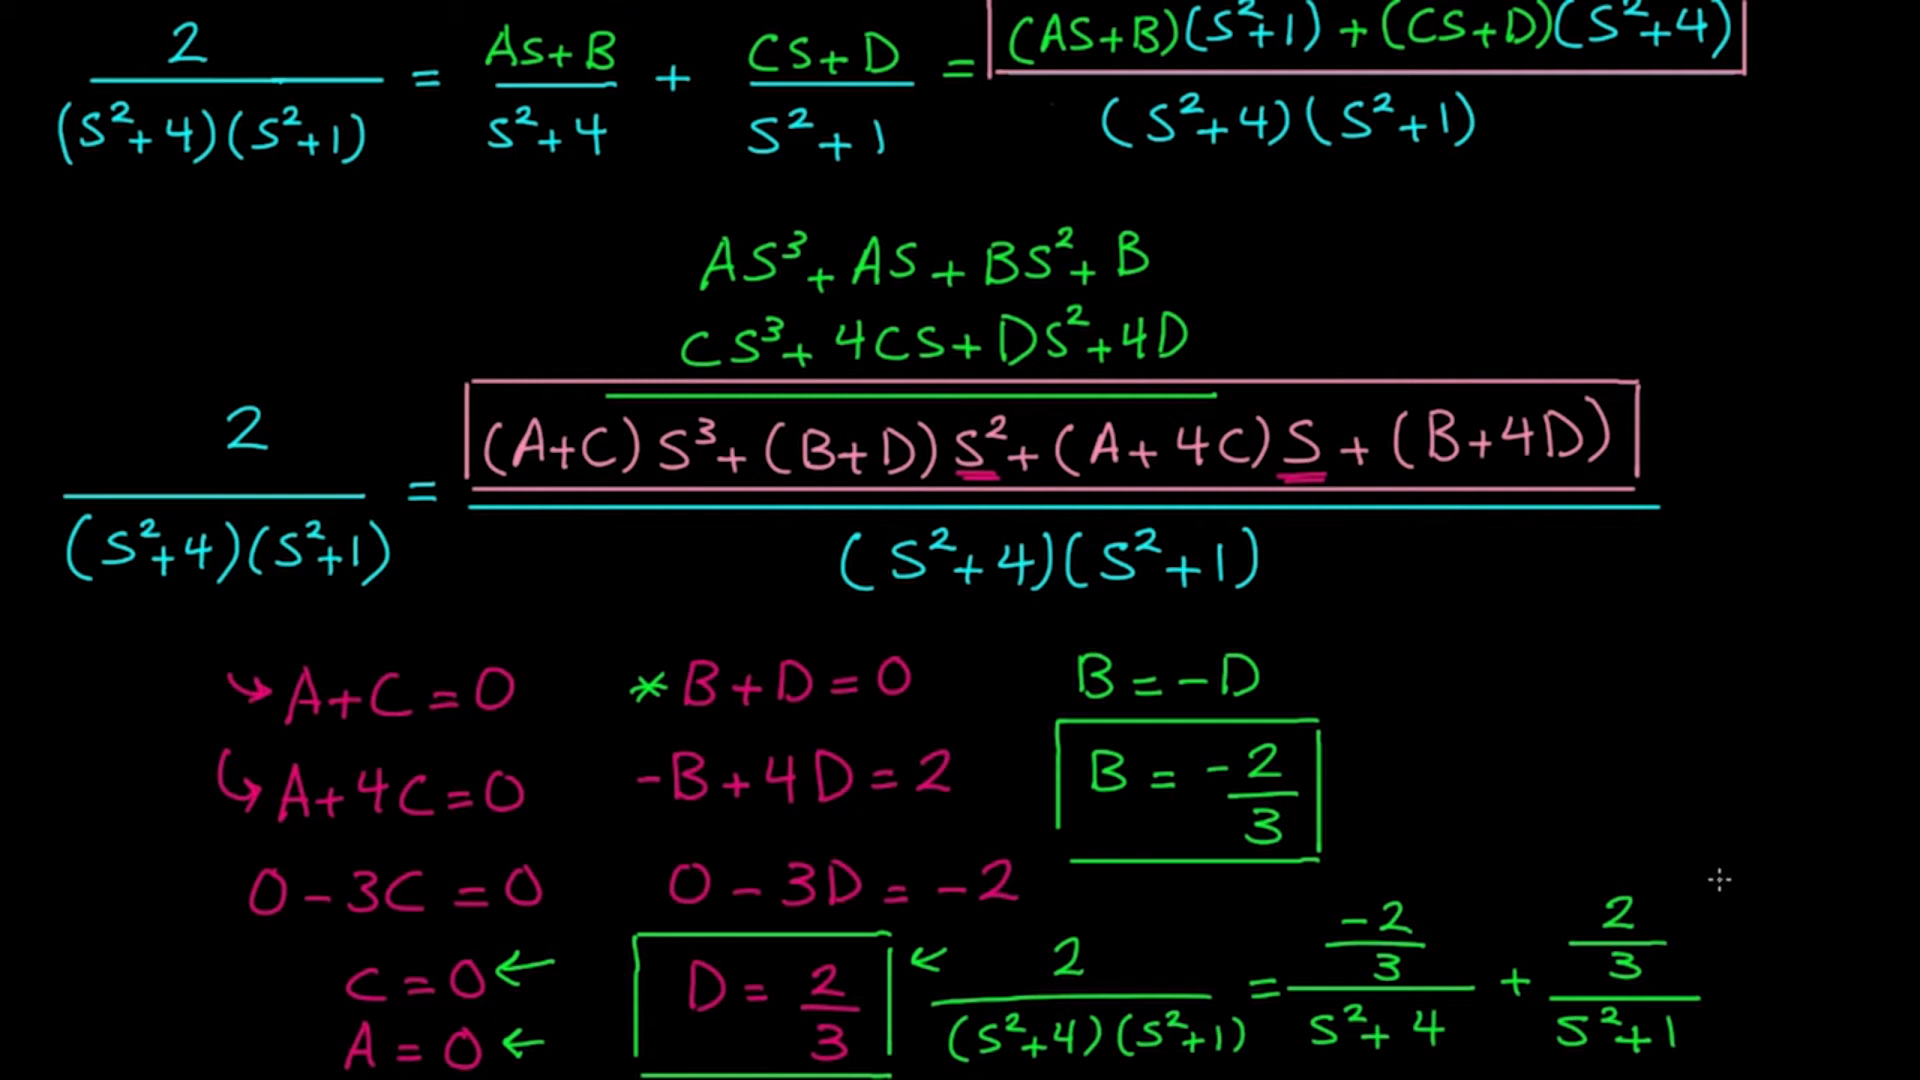 2/((S²+4)(S²+1)) = (AS+B)/(S²+4) + (CS+D)/(S²+1) = ((AS+B)(S²+1) + (CS+D)(S²+4))/((S²+4)(S²+1))
AS³+AS+BS²+B
CS³+4CS+DS²+4D
2/((S²+4)(S²+1)) = ((A+C)S³+(B+D)S²+(A+4C)S+(B+4D))/((S²+4)(S²+1))
A+C=0
A+4C=0
0-3C=0
C=0
A=0
*B+D=0
-B+4D=2
0-3D=-2
D=2/3
B=-D
B=-2/3
2/((S²+4)(S²+1)) = (-2/3)/(S²+4) + (2/3)/(S²+1)